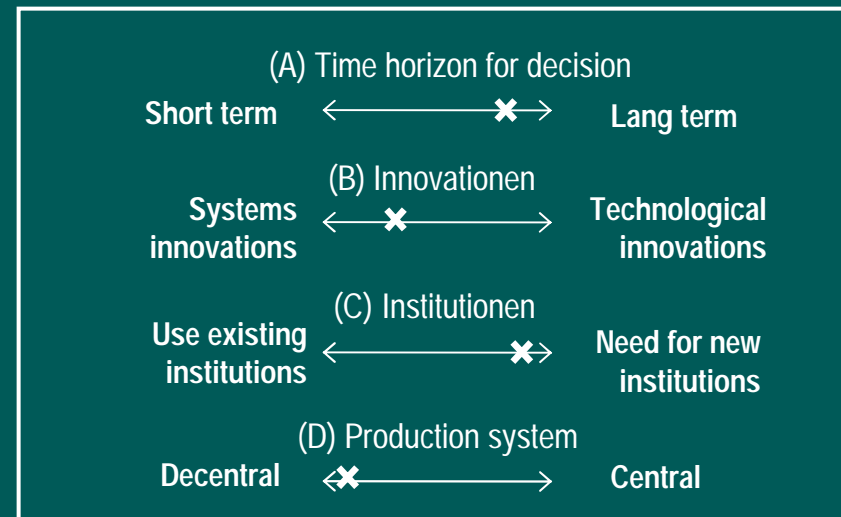 (A) Time horizon for decision
Short term
Lang term
(B) Innovationen
Systems
innovations
Technological
innovations
(C) Institutionen
Use existing
institutions
Need for new
institutions
(D) Production system
Decentral
Central